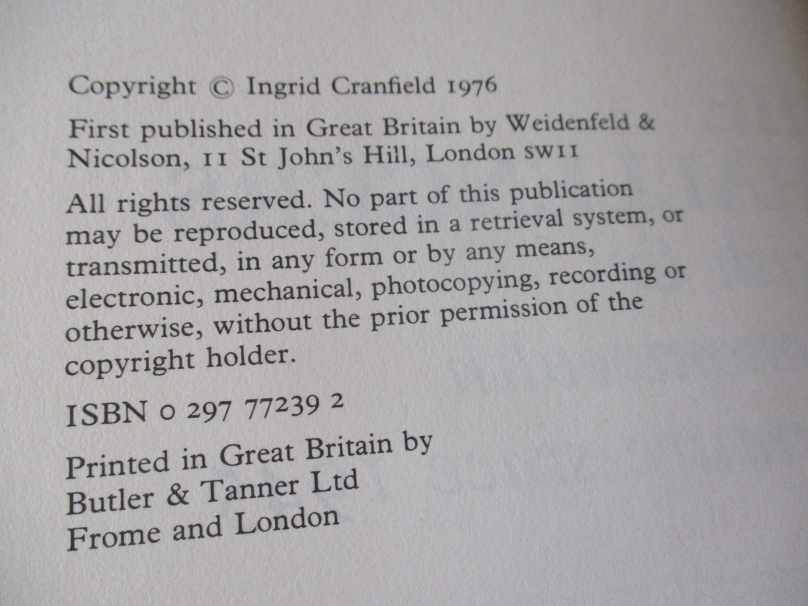 Copyright © Ingrid Cranfield 1976
First published in Great Britain by Weidenfeld &
Nicolson, 11 St John's Hill, London SW11
All rights reserved. No part of this publication
may be reproduced, stored in a retrieval system, or
transmitted, in any form or by any means,
electronic, mechanical, photocopying, recording or
otherwise, without the prior permission of the
copyright holder.
ISBN 0 297 77239 2
Printed in Great Britain by
Butler & Tanner Ltd
Frome and London